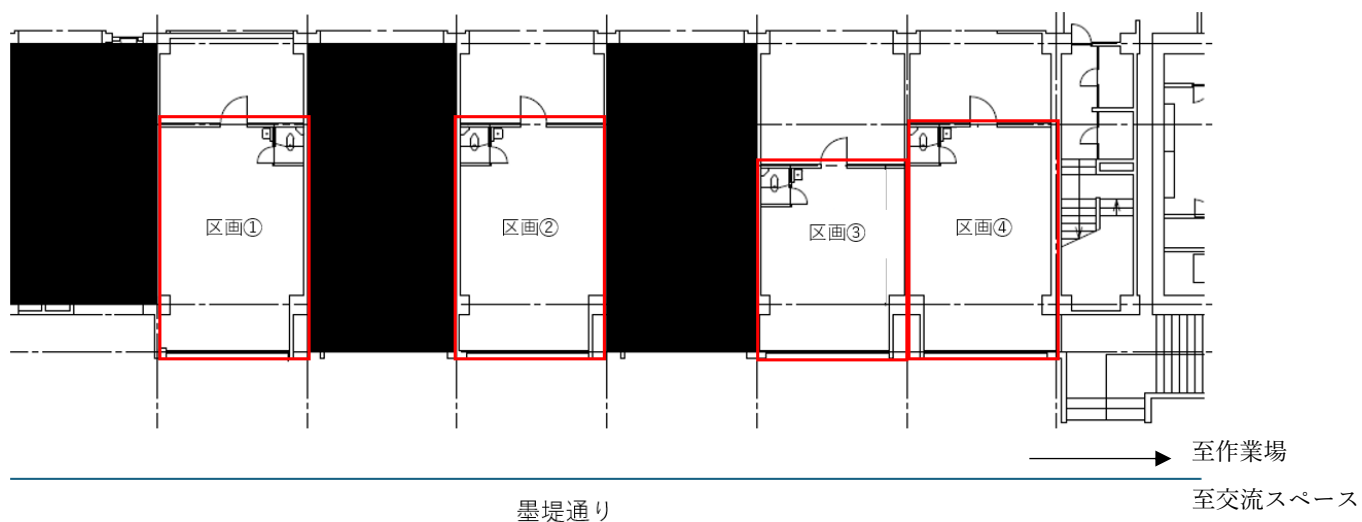 区画①
区画②
区画③
区画④
至作業場
至交流スペース
墨堤通り